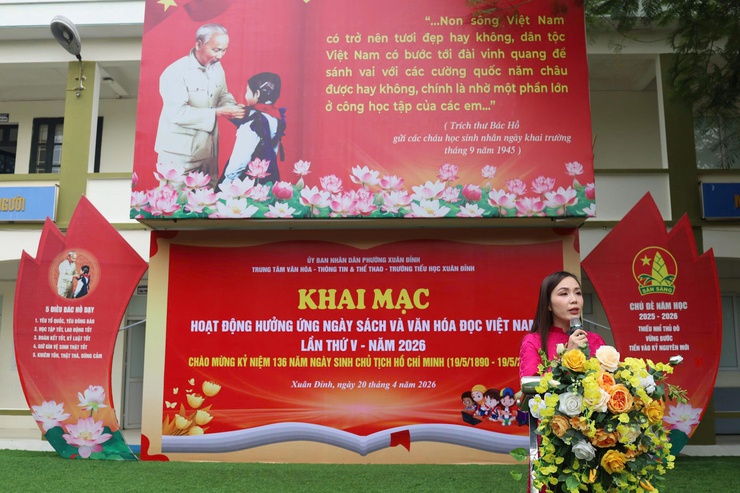 "...Non sông Việt Nam
có trở nên tươi đẹp hay không, dân tộc
Việt Nam có bước tới đài vinh quang để
sánh vai với các cường quốc năm châu
được hay không, chính là nhờ một phần lớn
ở công học tập của các em..."
( Trích thư Bác Hồ
gửi các cháu học sinh nhân ngày khai trường
tháng 9 năm 1945 )
NGƯỜI
5 ĐIỀU BÁC HỒ DẠY
1. YÊU TỔ QUỐC, YÊU ĐỒNG BÀO
2. HỌC TẬP TỐT, LAO ĐỘNG TỐT
3. ĐOÀN KẾT TỐT, KỶ LUẬT TỐT
4. GIỮ GÌN VỆ SINH THẬT TỐT
5. KHIÊM TỐN, THẬT THÀ, DŨNG CẢM
ỦY BAN NHÂN DÂN PHƯỜNG XUÂN ĐỈNH
TRUNG TÂM VĂN HÓA - THÔNG TIN & THỂ THAO - TRƯỜNG TIỂU HỌC XUÂN ĐỈNH
KHAI MẠC
HOẠT ĐỘNG HƯỞNG ỨNG NGÀY SÁCH VÀ VĂN HÓA ĐỌC VIỆT NAM
LẦN THỨ V - NĂM 2026
CHÀO MỪNG KỶ NIỆM 136 NĂM NGÀY SINH CHỦ TỊCH HỒ CHÍ MINH (19/5/1890 - 19/5
Xuân Đỉnh, ngày 20 tháng 4 năm 2026
SẴN SÀNG
CHỦ ĐỀ NĂM HỌC
2025 - 2026
THIẾU NHI THỦ ĐÔ
VỮNG BƯỚC
TIẾN VÀO KỶ NGUYÊN MỚI